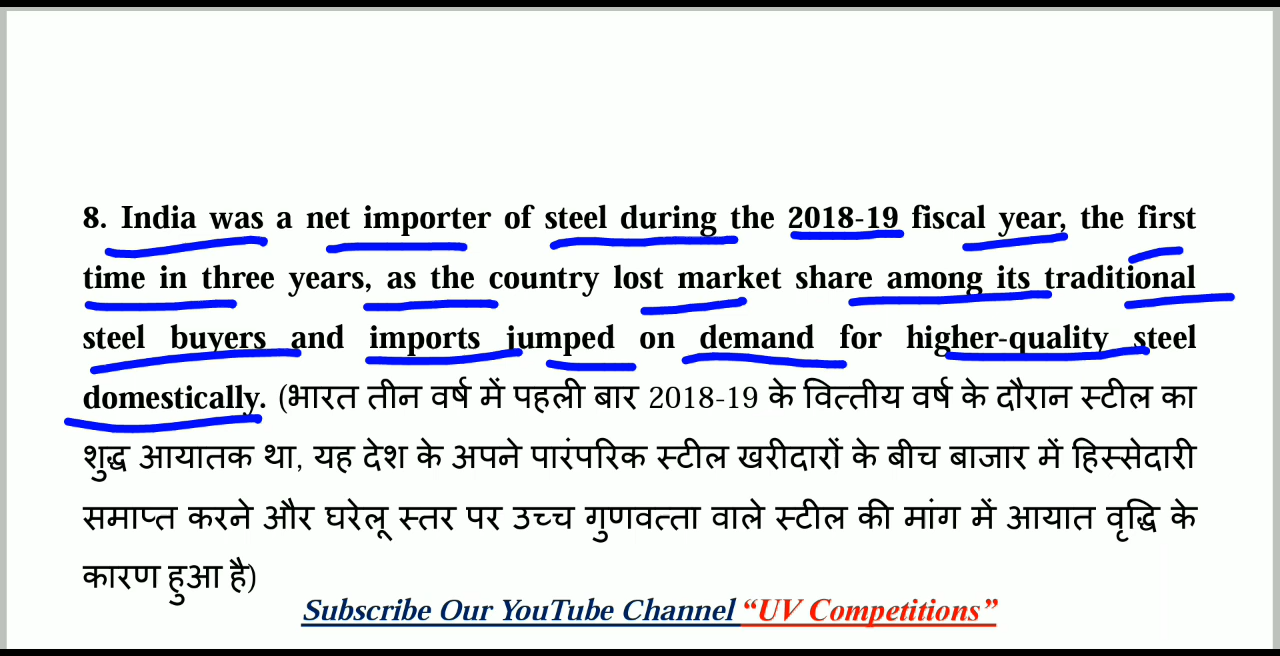 8. India was a net importer of steel during the 2018-19 fiscal year, the first
time in three years, as the country lost market share among its traditional
steel buyers and imports jumped on demand for higher-quality steel
domestically. (भारत तीन वर्ष में पहली बार 2018-19 के वित्तीय वर्ष के दौरान स्टील का
शुद्ध आयातक था, यह देश के अपने पारंपरिक स्टील खरीदारों के बीच बाजार में हिस्सेदारी
समाप्त करने और घरेलू स्तर पर उच्च गुणवत्ता वाले स्टील की मांग में आयात वृद्धि के
कारण हुआ है)
Subscribe Our YouTube Channel “UV Competitions”